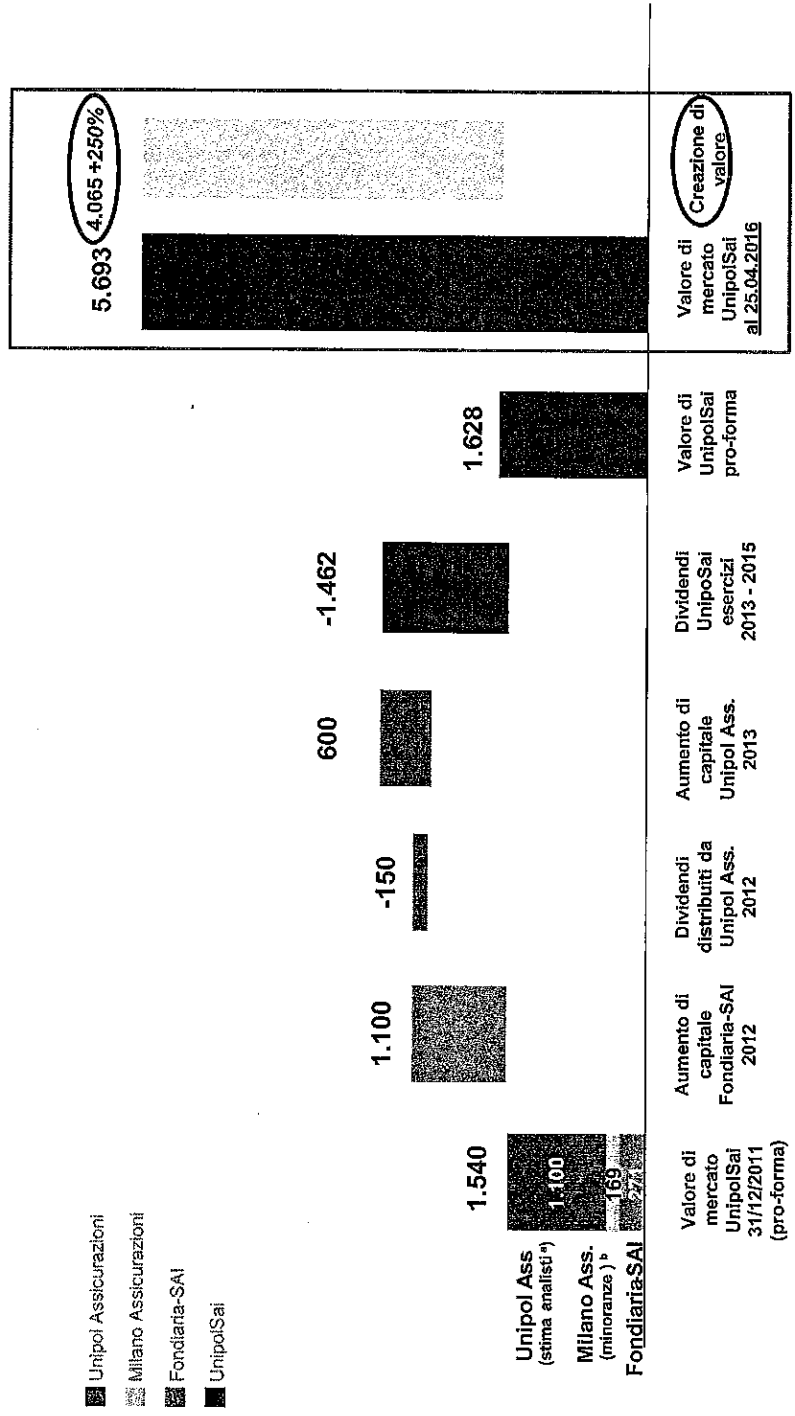 Unipol Assicurazioni
Milano Assicurazioni
Fondiaria-SAI
UnipolSai
Unipol Ass
(stima analisti a)
Milano Ass.
(minoranze ) b
Fondiaria-SAI
1.540
1.100
169
271
Valore di
mercato
UnipolSai
31/12/2011
(pro-forma)
1.100
Aumento di
capitale
Fondiaria-SAI
2012
-150
Dividendi
distribuiti da
Unipol Ass.
2012
600
Aumento di
capitale
Unipol Ass.
2013
-1.462
Dividendi
UnipoSai
esercizi
2013 - 2015
1.628
Valore di
UnipolSai
pro-forma
5.693
Valore di
mercato
UnipolSai
al 25.04.2016
4.065 +250%
Creazione di
valore